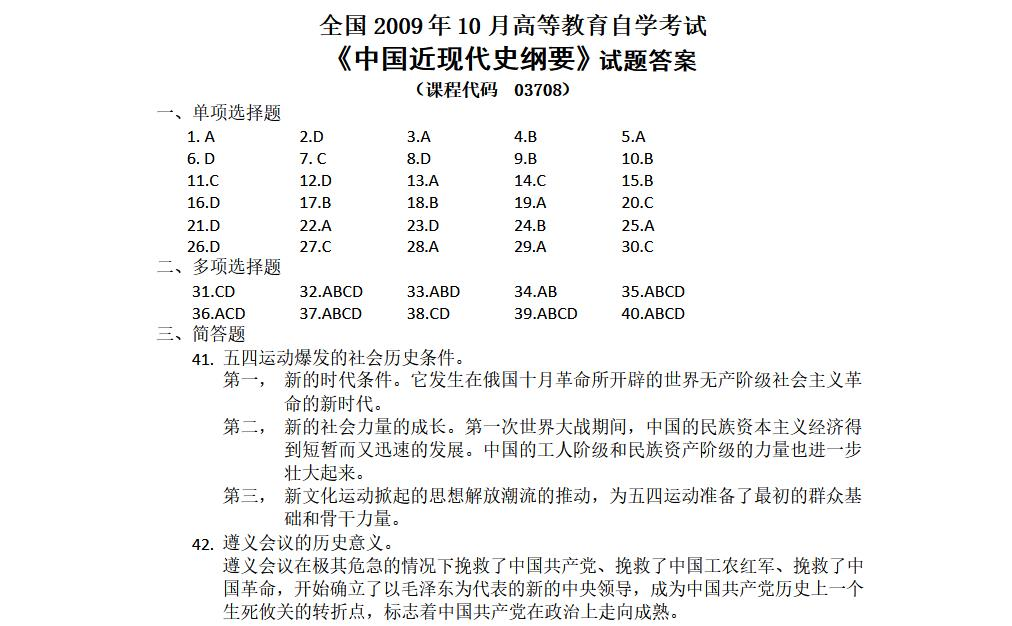 全国 2009 年 10 月高等教育自学考试
《中国近现代史纲要》试题答案
（课程代码 03708）
一、单项选择题
1. A 2.D 3.A 4.B 5.A
6. D 7. C 8.D 9.B 10.B
11.C 12.D 13.A 14.C 15.B
16.D 17.B 18.B 19.A 20.C
21.D 22.A 23.D 24.B 25.A
26.D 27.C 28.A 29.A 30.C
二、多项选择题
31.CD 32.ABCD 33.ABD 34.AB 35.ABCD
36.ACD 37.ABCD 38.CD 39.ABCD 40.ABCD
三、简答题
41. 五四运动爆发的社会历史条件。
第一， 新的时代条件。它发生在俄国十月革命所开辟的世界无产阶级社会主义革
命的新时代。
第二， 新的社会力量的成长。第一次世界大战期间，中国的民族资本主义经济得
到短暂而又迅速的发展。中国的工人阶级和民族资产阶级的力量也进一步
壮大起来。
第三， 新文化运动掀起的思想解放潮流的推动，为五四运动准备了最初的群众基
础和骨干力量。
42. 遵义会议的历史意义。
遵义会议在极其危急的情况下挽救了中国共产党、挽救了中国工农红军、挽救了中
国革命，开始确立了以毛泽东为代表的新的中央领导，成为中国共产党历史上一个
生死攸关的转折点，标志着中国共产党在政治上走向成熟。